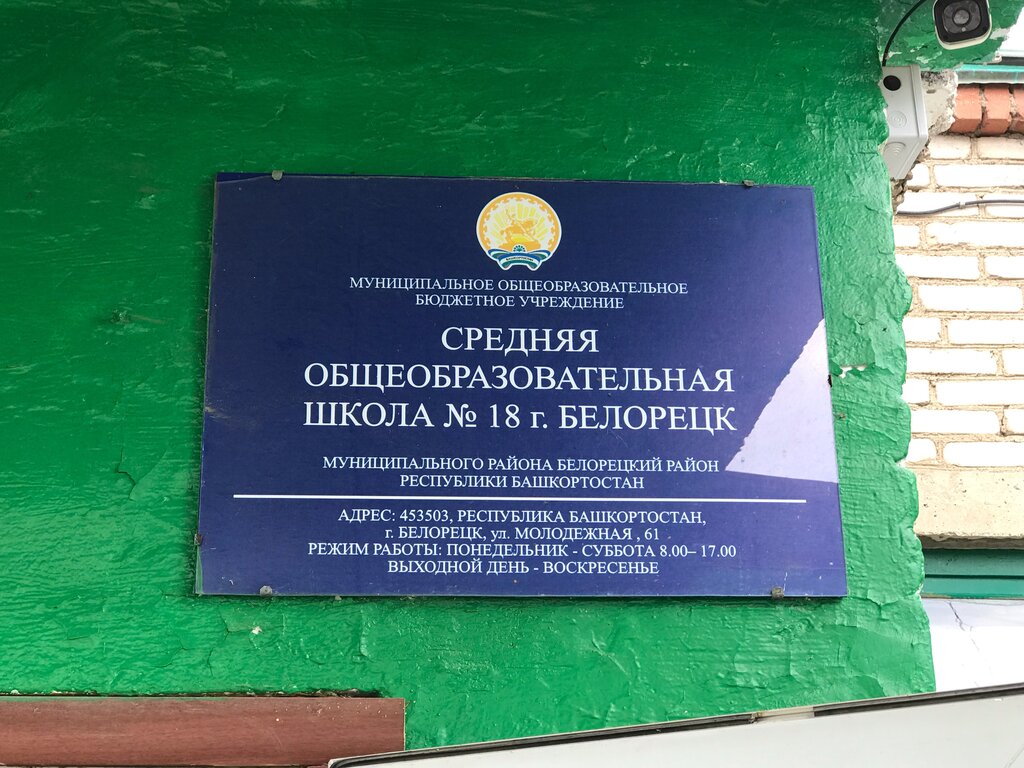 БАШКОРТОСТАН
МУНИЦИПАЛЬНОЕ ОБЩЕОБРАЗОВАТЕЛЬНОЕ
БЮДЖЕТНОЕ УЧРЕЖДЕНИЕ
СРЕДНЯЯ
ОБЩЕОБРАЗОВАТЕЛЬНАЯ
ШКОЛА № 18 г. БЕЛОРЕЦК
МУНИЦИПАЛЬНОГО РАЙОНА БЕЛОРЕЦКИЙ РАЙОН
РЕСПУБЛИКИ БАШКОРТОСТАН
АДРЕС: 453503, РЕСПУБЛИКА БАШКОРТОСТАН,
г. БЕЛОРЕЦК, ул. МОЛОДЕЖНАЯ , 61
РЕЖИМ РАБОТЫ: ПОНЕДЕЛЬНИК - СУББОТА 8.00– 17.00
ВЫХОДНОЙ ДЕНЬ - ВОСКРЕСЕНЬЕ